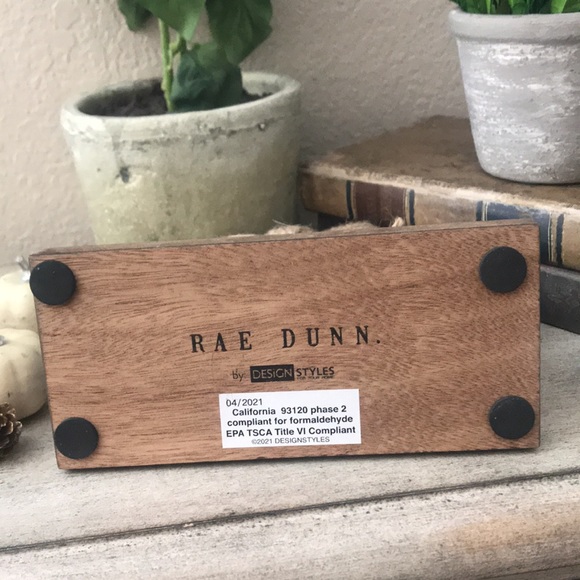 RAE DUNN.
by: DESIGN STYLES
04/2021
California 93120 phase 2
compliant for formaldehyde
EPA TSCA Title VI Compliant
©2021 DESIGNSTYLES